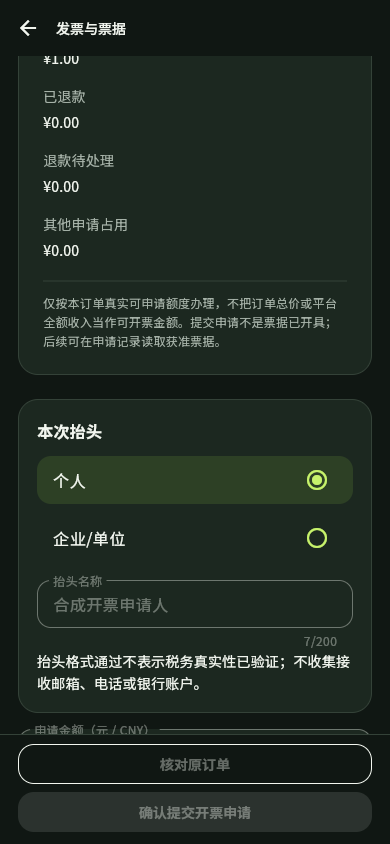 发票与票据
¥1.00
已退款
¥0.00
退款待处理
¥0.00
其他申请占用
¥0.00
仅按本订单真实可申请额度办理，不把订单总价或平台
全额收入当作可开票金额。提交申请不是票据已开具；
后续可在申请记录读取获准票据。
本次抬头
个人
企业/单位
抬头名称
合成开票申请人
7/200
抬头格式通过不表示税务真实性已验证；不收集接
收邮箱、电话或银行账户。
申请金额（元 / CNY）
核对原订单
确认提交开票申请